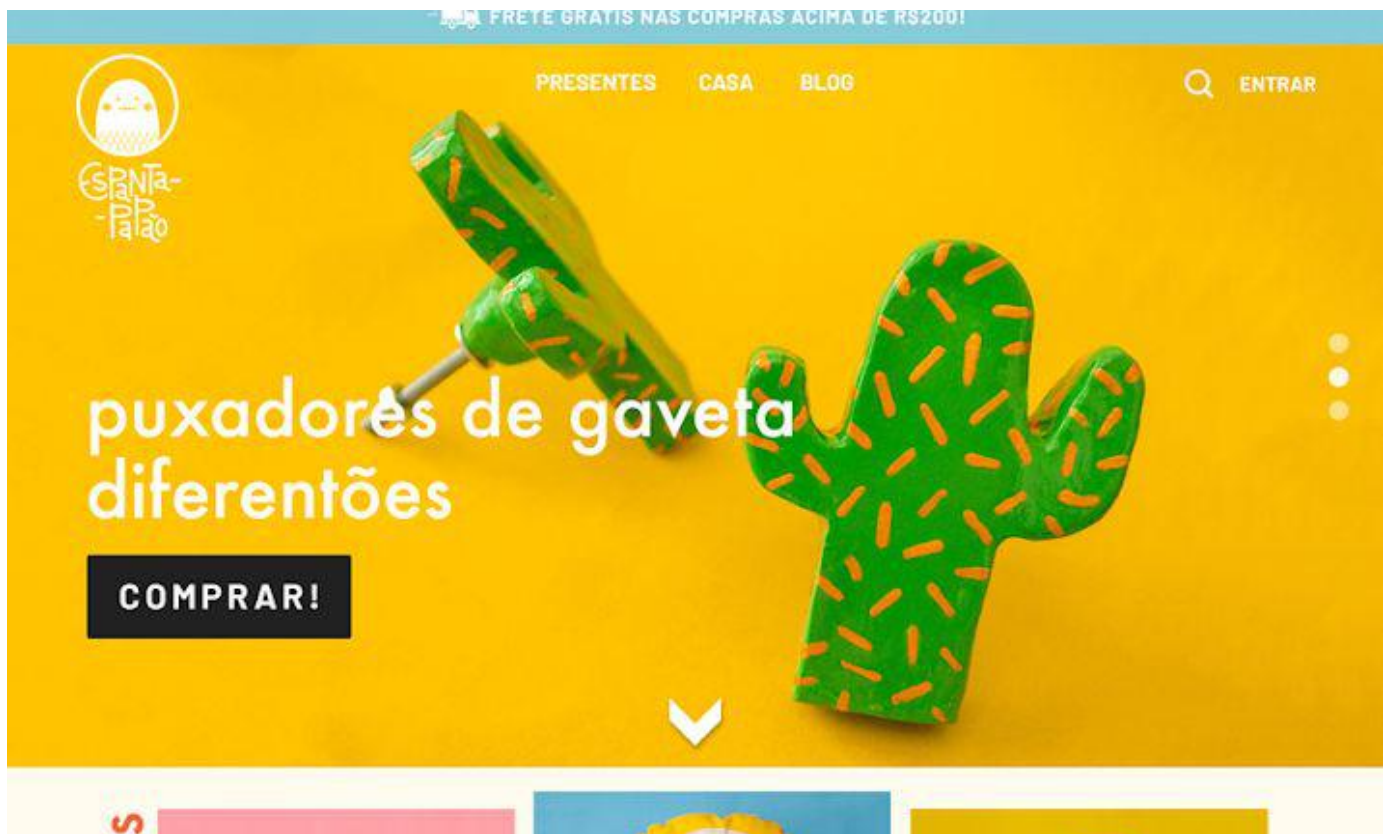 FRETE GRÁTIS NAS COMPRAS ACIMA DE R$200!
PRESENTES CASA BLOG
ENTRAR
ESPANTA-
-PAPÃO
puxadores de gaveta
diferentões
COMPRAR!
S